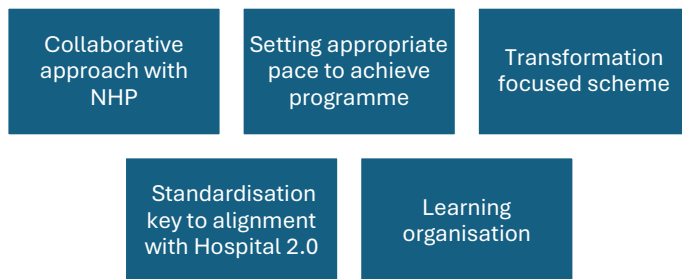 Collaborative
approach with
NHP
Setting appropriate
pace to achieve
programme
Transformation
focused scheme
Standardisation
key to alignment
with Hospital 2.0
Learning
organisation